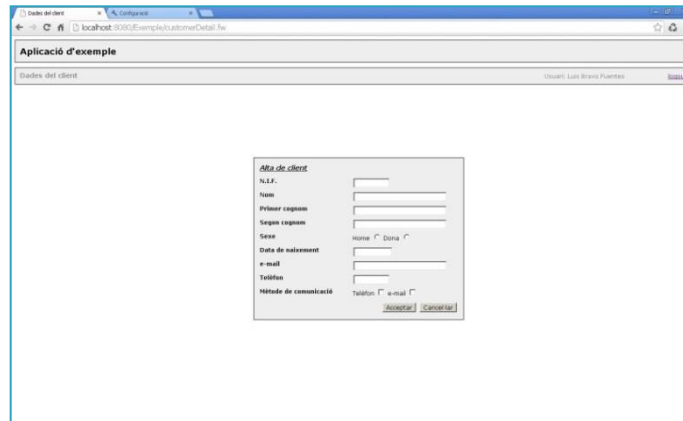 Dades del client
Configuració
localhost:8080/Exemple/customerDetail.fw
Aplicació d'exemple
Dades del client Usuari: Luis Bravo Fuentes
Alta de client
N.I.F.
Nom
Primer cognom
Segon cognom
Sexe Home Dona
Data de naixement
e-mail
Telèfon
Mètode de comunicació Telèfon e-mail
Acceptar Cancel·lar